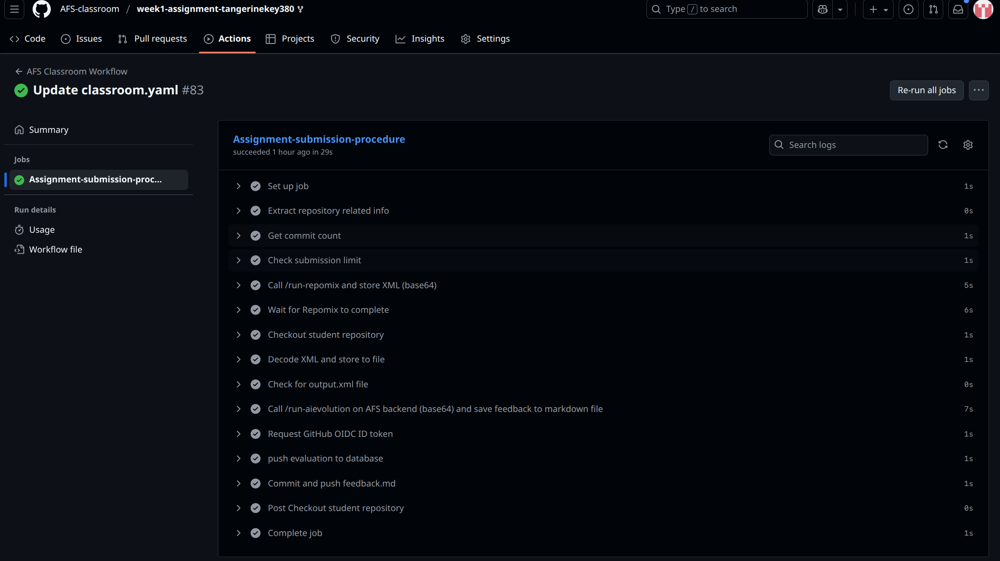 AFS-classroom / week1-assignment-tangerinekey380
Type / to search
Code Issues Pull requests Actions Projects Security Insights Settings
AFS Classroom Workflow
Update classroom.yaml #83
Re-run all jobs
Summary
Jobs
Assignment-submission-proc...
Run details
Usage
Workflow file
Assignment-submission-procedure
succeeded 1 hour ago in 29s
Search logs
Set up job 1s
Extract repository related info 0s
Get commit count 1s
Check submission limit 1s
Call /run-repomix and store XML (base64) 5s
Wait for Repomix to complete 6s
Checkout student repository 1s
Decode XML and store to file 1s
Check for output.xml file 0s
Call /run-aievolution on AFS backend (base64) and save feedback to markdown file 7s
Request GitHub OIDC ID token 1s
push evaluation to database 1s
Commit and push feedback.md 1s
Post Checkout student repository 0s
Complete job 1s